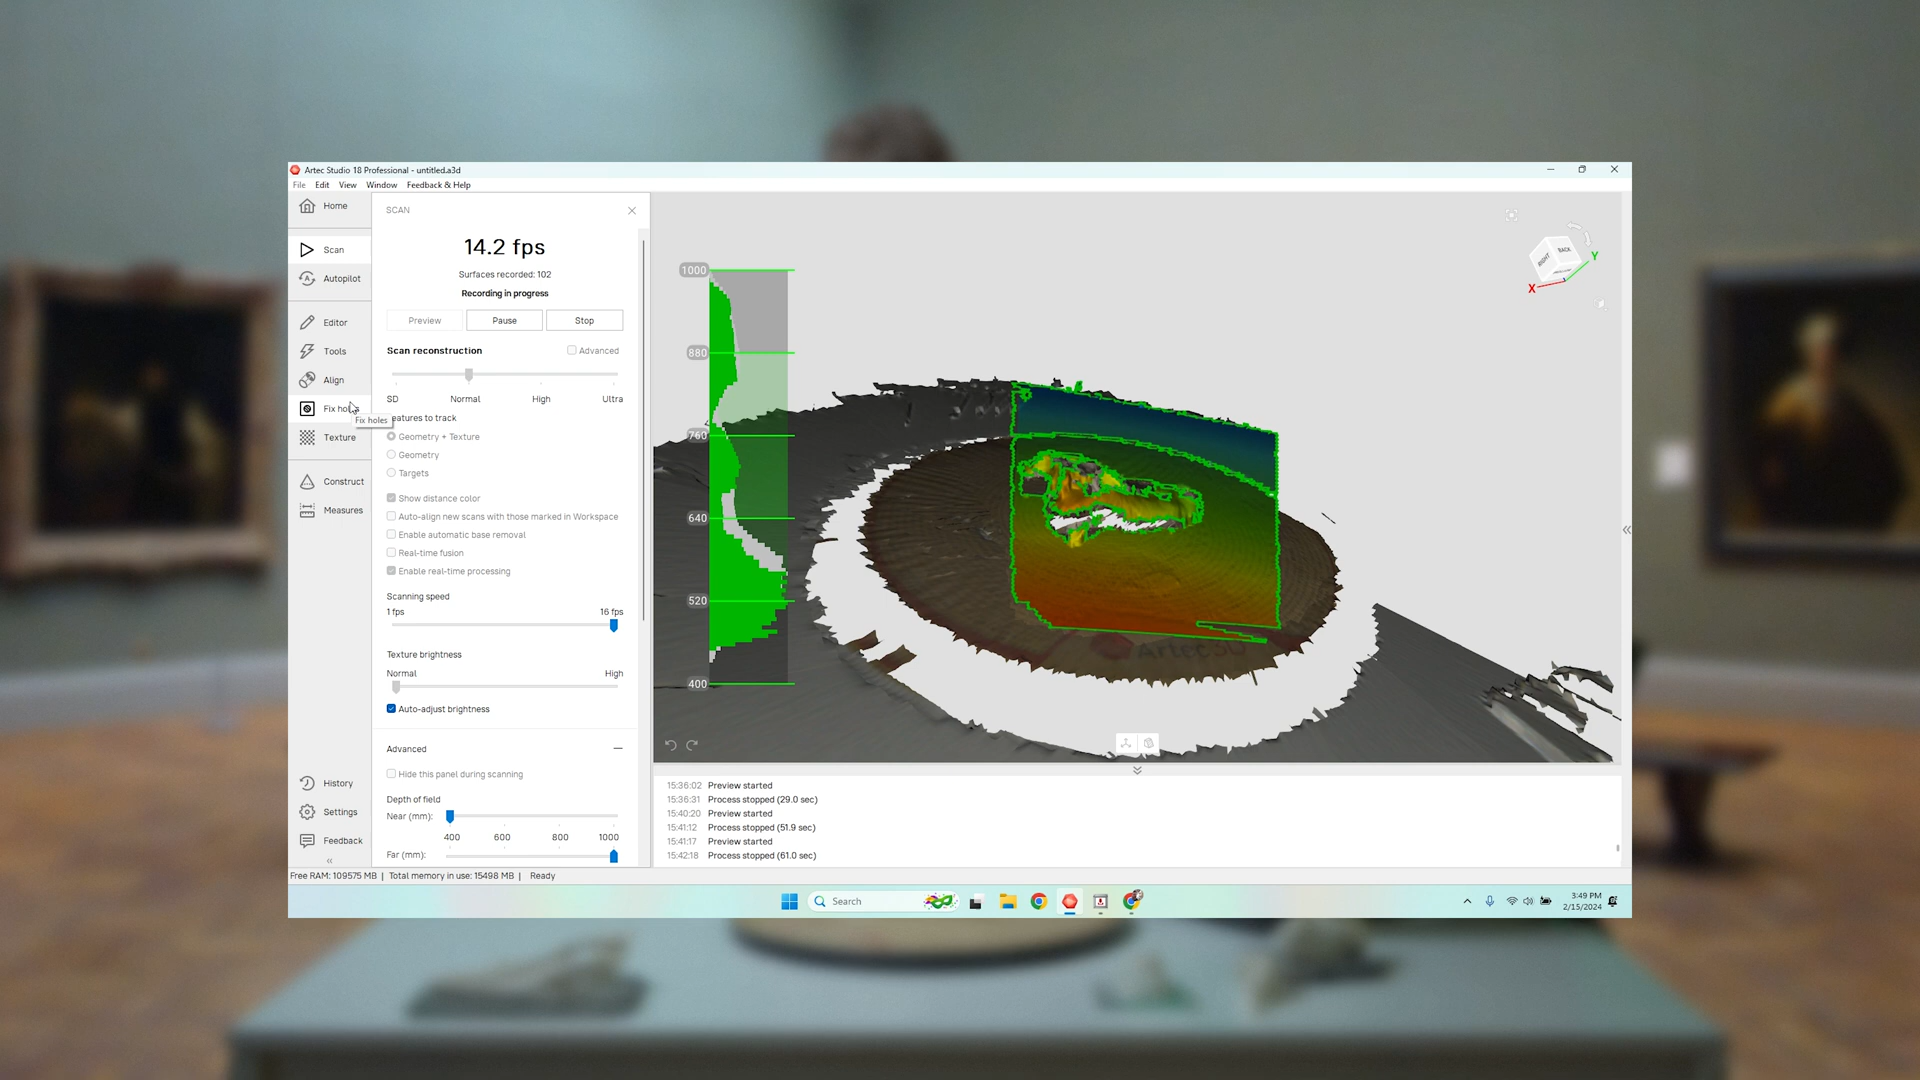 Artec Studio 18 Professional - untitled.a3d
File Edit View Window Feedback & Help
Home
Scan
Autopilot
Editor
Tools
Align
Fix holes
Fix holes
Texture
Construct
Measures
History
Settings
Feedback
SCAN
14.2 fps
Surfaces recorded: 102
Recording in progress
Preview Pause Stop
Scan reconstruction Advanced
SD Normal High Ultra
eatures to track
Geometry + Texture
Geometry
Targets
Show distance color
Auto-align new scans with those marked in Workspace
Enable automatic base removal
Real-time fusion
Enable real-time processing
Scanning speed
1 fps 16 fps
Texture brightness
Normal High
Auto-adjust brightness
Advanced
Hide this panel during scanning
Depth of field
Near (mm):
400 600 800 1000
Far (mm):
1000
880
760
640
520
400
RIGHT BACK
X Y
Artec3D
15:36:02 Preview started
15:36:31 Process stopped (29.0 sec)
15:40:20 Preview started
15:41:12 Process stopped (51.9 sec)
15:41:17 Preview started
15:42:18 Process stopped (61.0 sec)
Free RAM: 109575 MB | Total memory in use: 15498 MB | Ready
Search
3:49 PM
2/15/2024